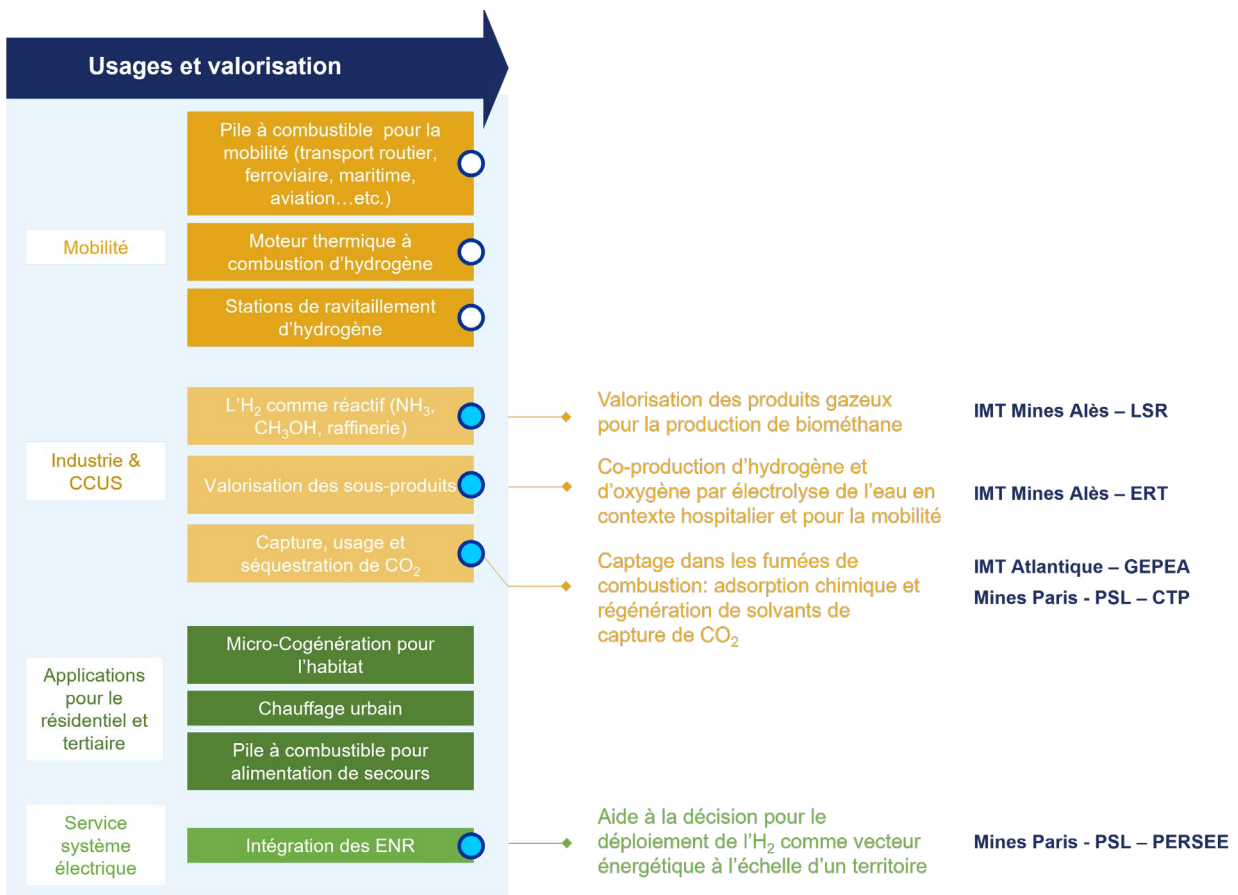 Usages et valorisation
Pile à combustible pour la
mobilité (transport routier,
ferroviaire, maritime,
aviation…etc.)
Mobilité
Moteur thermique à
combustion d’hydrogène
Stations de ravitaillement
d’hydrogène
L’H₂ comme réactif (NH₃,
CH₃OH, raffinerie)
Valorisation des produits gazeux
pour la production de biométhane
IMT Mines Alès – LSR
Industrie &
CCUS
Valorisation des sous-produits
Co-production d’hydrogène et
d’oxygène par électrolyse de l’eau en
contexte hospitalier et pour la mobilité
IMT Mines Alès – ERT
Capture, usage et
séquestration de CO₂
Captage dans les fumées de
combustion: adsorption chimique et
régénération de solvants de
capture de CO₂
IMT Atlantique – GEPEA
Mines Paris - PSL – CTP
Applications
pour le
résidentiel et
tertiaire
Micro-Cogénération pour
l’habitat
Chauffage urbain
Pile à combustible pour
alimentation de secours
Service
système
électrique
Intégration des ENR
Aide à la décision pour le
déploiement de l’H₂ comme vecteur
énergétique à l’échelle d’un territoire
Mines Paris - PSL – PERSEE